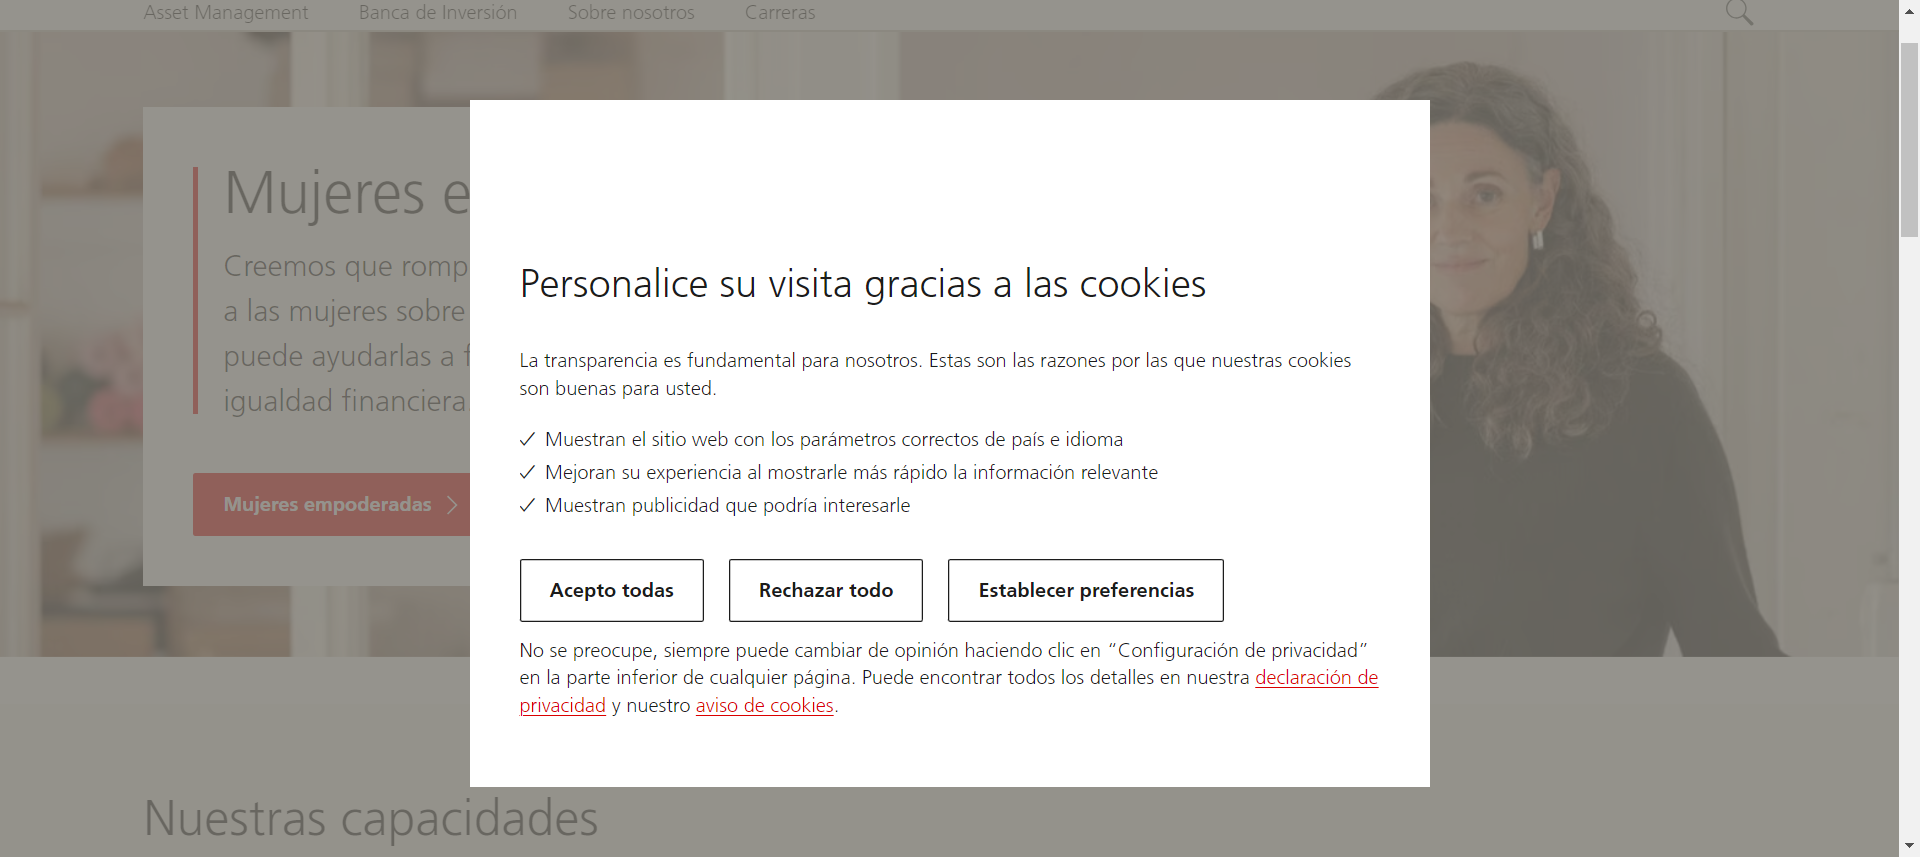 Asset Management Banca de Inversión Sobre nosotros Carreras
Mujeres e
Creemos que romp
a las mujeres sobre
puede ayudarlas a f
igualdad financiera
Mujeres empoderadas
Personalice su visita gracias a las cookies
La transparencia es fundamental para nosotros. Estas son las razones por las que nuestras cookies
son buenas para usted.
Muestran el sitio web con los parámetros correctos de país e idioma
Mejoran su experiencia al mostrarle más rápido la información relevante
Muestran publicidad que podría interesarle
Acepto todas Rechazar todo Establecer preferencias
No se preocupe, siempre puede cambiar de opinión haciendo clic en “Configuración de privacidad”
en la parte inferior de cualquier página. Puede encontrar todos los detalles en nuestra declaración de
privacidad y nuestro aviso de cookies.
Nuestras capacidades